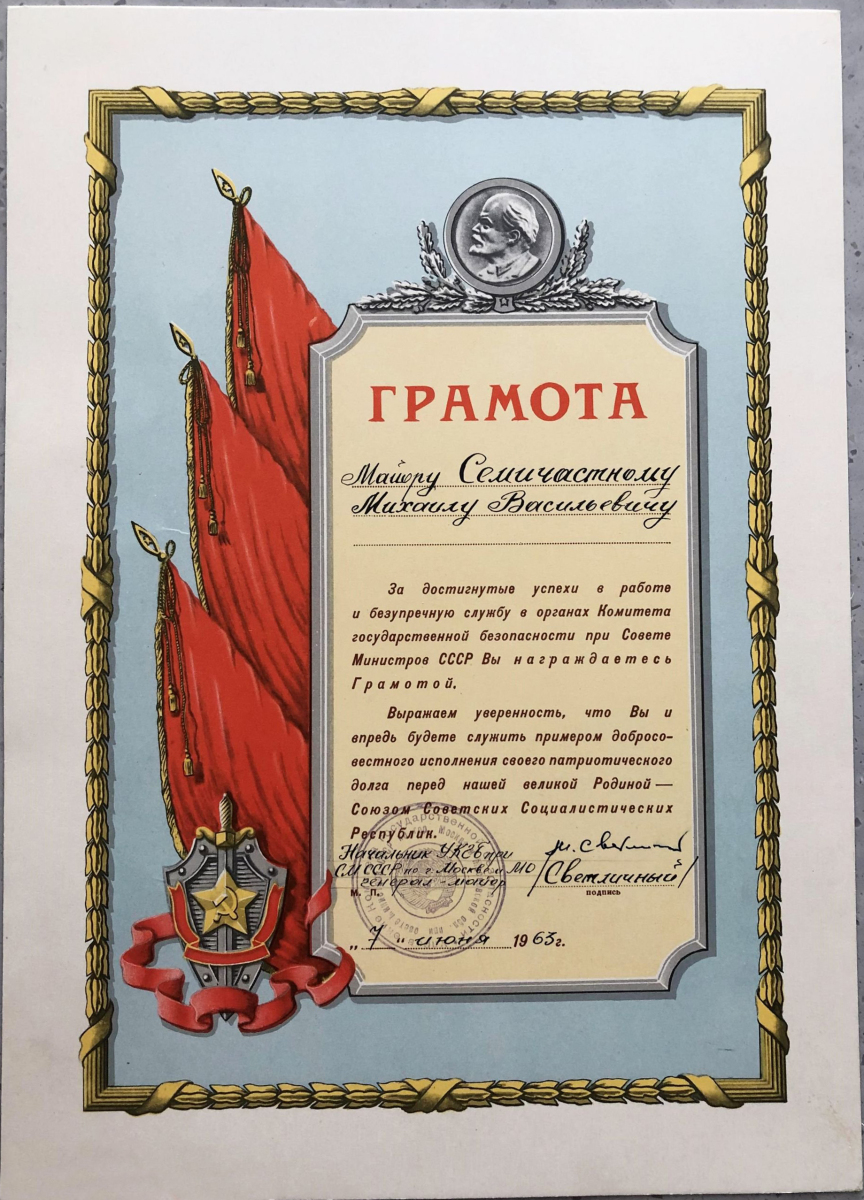 ГРАМОТА
Майору Семичастному
Михаилу Васильевичу
За достигнутые успехи в работе
и безупречную службу в органах Комитета
государственной безопасности при Совете
Министров СССР Вы награждаетесь
Грамотой.
Выражаем уверенность, что Вы и
впредь будете служить примером добросо-
вестного исполнения своего патриотического
долга перед нашей великой Родиной —
Союзом Советских Социалистических
Республик.
Начальник УКГБ при
СМ СССР по г. Москве и МО
генерал-майор /Светличный/
М. П. подпись
„7" июня 1963г.